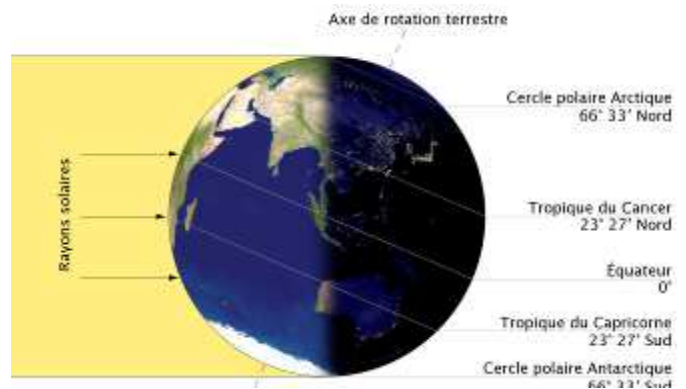 Axe de rotation terrestre
Cercle polaire Arctique
66° 33' Nord
Rayons solaires
Tropique du Cancer
23° 27' Nord
Équateur
0°
Tropique du Capricorne
23° 27' Sud
Cercle polaire Antarctique
66° 33' Sud